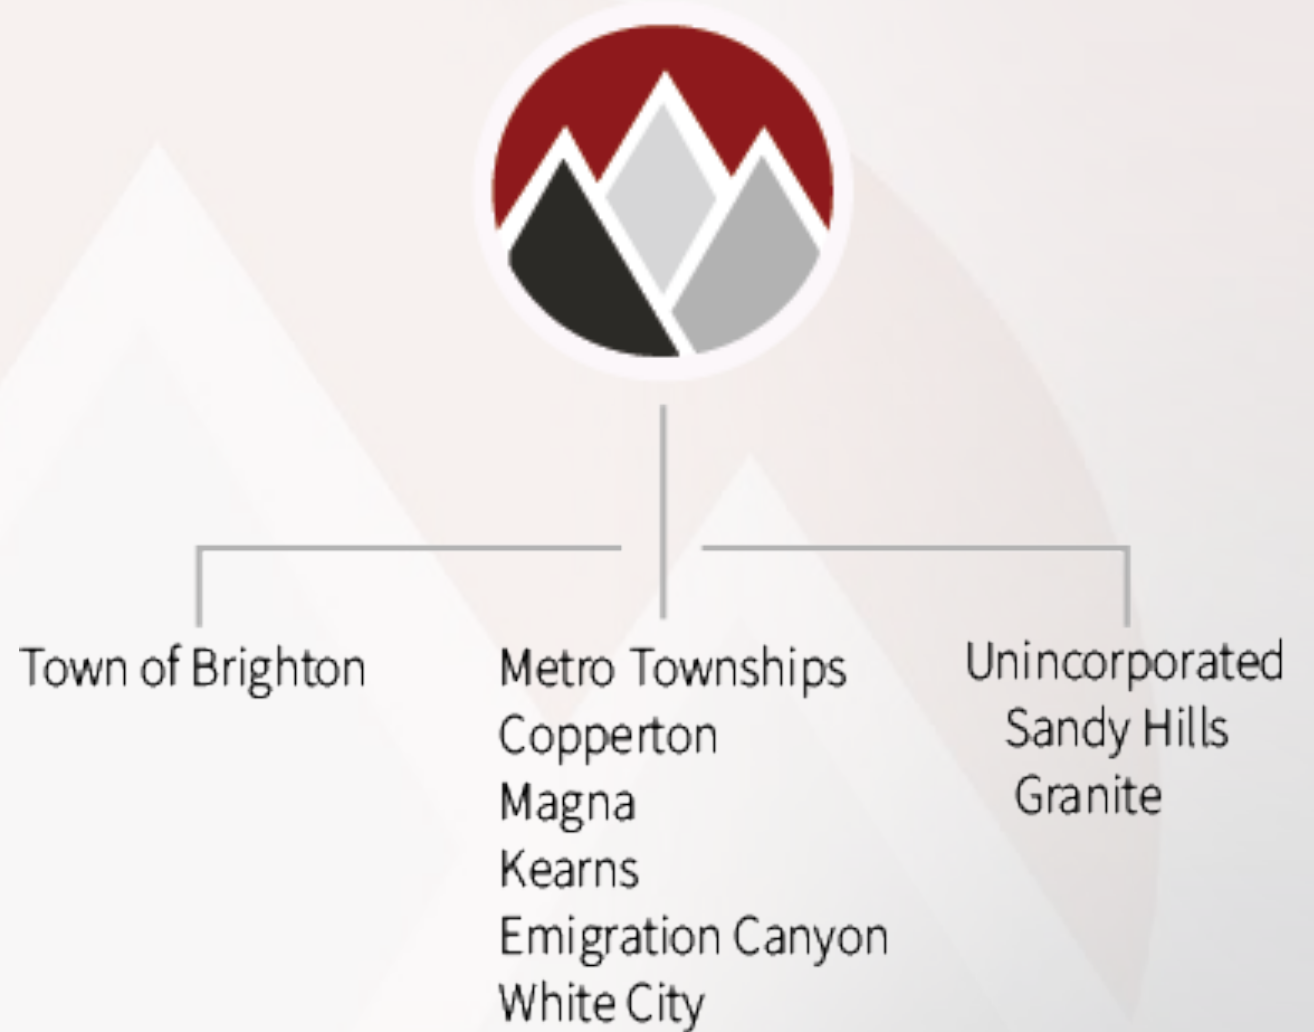 Town of Brighton
Metro Townships
Copperton
Magna
Kearns
Emigration Canyon
White City
Unincorporated
Sandy Hills
Granite